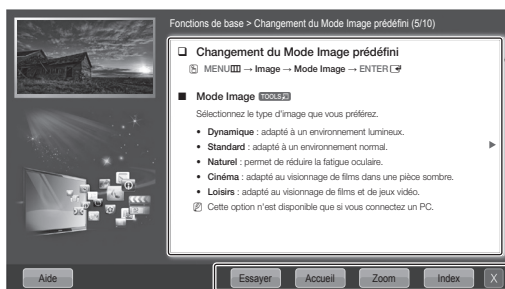 Fonctions de base > Changement du Mode Image prédéfini (5/10)
❑ Changement du Mode Image prédéfini
MENU → Image → Mode Image → ENTER
■ Mode Image TOOLS
Sélectionnez le type d'image que vous préférez.
• Dynamique : adapté à un environnement lumineux.
• Standard : adapté à un environnement normal.
• Naturel : permet de réduire la fatigue oculaire.
• Cinéma : adapté au visionnage de films dans une pièce sombre.
• Loisirs : adapté au visionnage de films et de jeux vidéo.
Cette option n'est disponible que si vous connectez un PC.
Aide Essayer Accueil Zoom Index X